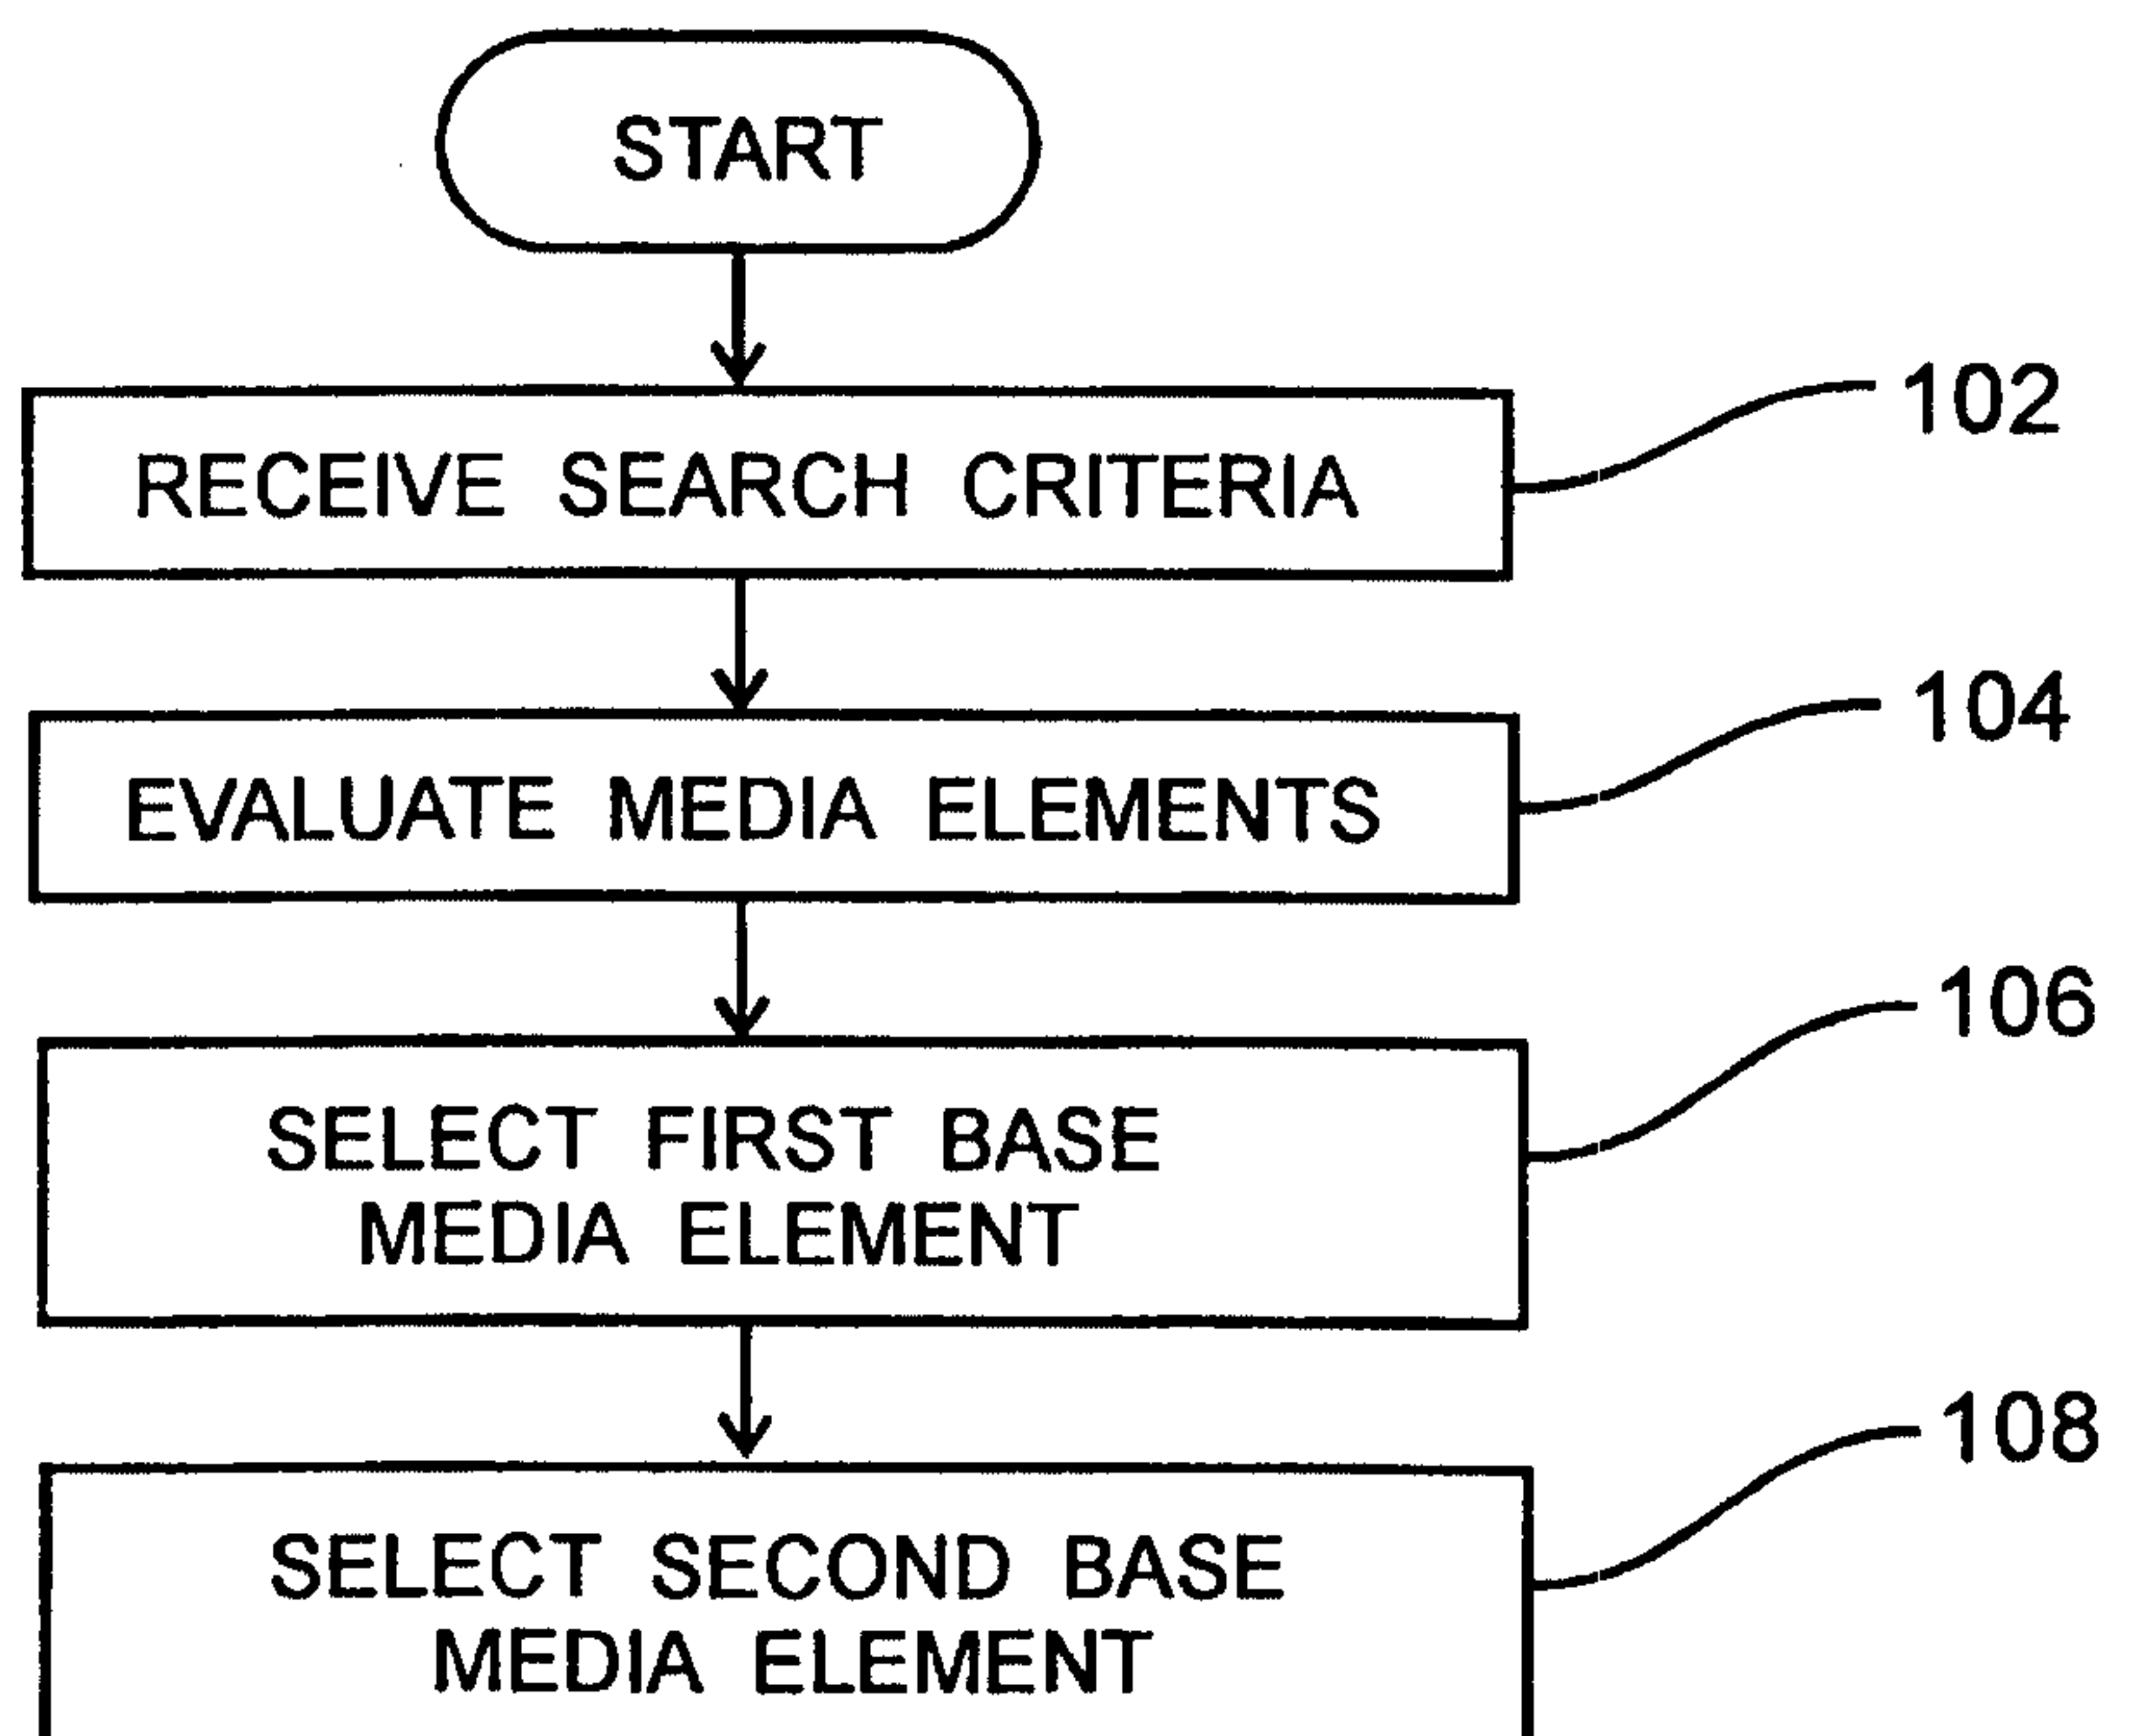 START
RECEIVE SEARCH CRITERIA
102
EVALUATE MEDIA ELEMENTS
104
SELECT FIRST BASE
MEDIA ELEMENT
106
SELECT SECOND BASE
MEDIA ELEMENT
108